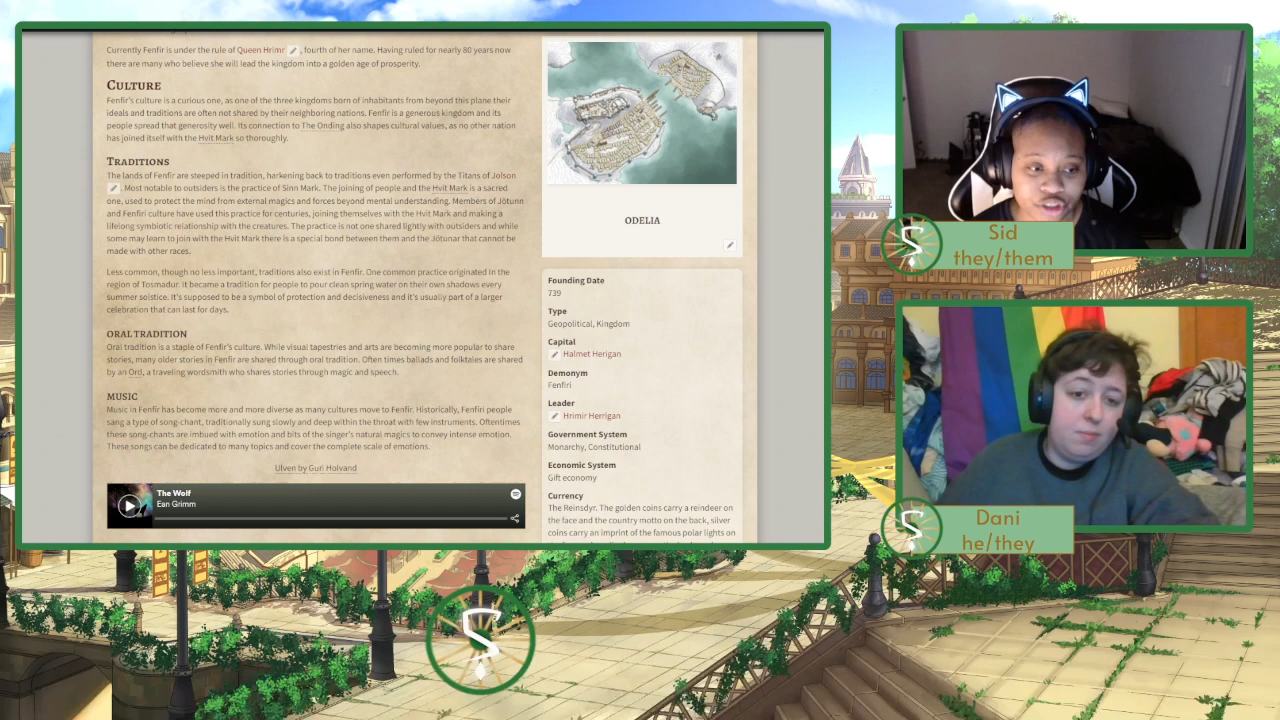 Currently Fenfir is under the rule of Queen Hrimr , fourth of her name. Having ruled for nearly 80 years now
there are many who believe she will lead the kingdom into a golden age of prosperity.
CULTURE
Fenfir's culture is a curious one, as one of the three kingdoms born of inhabitants from beyond this plane their
ideals and traditions are often not shared by their neighboring nations. Fenfir is a generous kingdom and its
people spread that generosity well. Its connection to The Onding also shapes cultural values, as no other nation
has joined itself with the Hvit Mark so thoroughly.
TRADITIONS
The lands of Fenfir are steeped in tradition, harkening back to traditions even performed by the Titans of Jolson
. Most notable to outsiders is the practice of Sinn Mark. The joining of people and the Hvit Mark is a sacred
one, used to protect the mind from external magics and forces beyond mental understanding. Members of Jötunn
and Fenfiri culture have used this practice for centuries, joining themselves with the Hvit Mark and making a
lifelong symbiotic relationship with the creatures. The practice is not one shared lightly with outsiders and while
some may learn to join with the Hvit Mark there is a special bond between them and the Jötunar that cannot be
made with other races.
Less common, though no less important, traditions also exist in Fenfir. One common practice originated in the
region of Tosmadur. It became a tradition for people to pour clean spring water on their own shadows every
summer solstice. It's supposed to be a symbol of protection and decisiveness and it's usually part of a larger
celebration that can last for days.
ORAL TRADITION
Oral tradition is a staple of Fenfir's culture. While visual tapestries and arts are becoming more popular to share
stories, many older stories in Fenfir are shared through oral tradition. Often times ballads and folktales are shared
by an Ord, a traveling wordsmith who shares stories through magic and speech.
MUSIC
Music in Fenfir has become more and more diverse as many cultures move to Fenfir. Historically, Fenfiri people
sang a type of song-chant, traditionally sung slowly and deep within the throat with few instruments. Oftentimes
these song-chants are imbued with emotion and bits of the singer's natural magics to convey intense emotion.
These songs can be dedicated to many topics and cover the complete scale of emotions.
Ulven by Guri Holvand
The Wolf
Ean Grimm
ODELIA
Founding Date
739
Type
Geopolitical, Kingdom
Capital
Halmet Herigan
Demonym
Fenfiri
Leader
Hrimir Herrigan
Government System
Monarchy, Constitutional
Economic System
Gift economy
Currency
The Reinsdyr. The golden coins carry a reindeer on
the face and the country motto on the back, silver
coins carry an imprint of the famous polar lights on
Sid
they/them
Dani
he/they